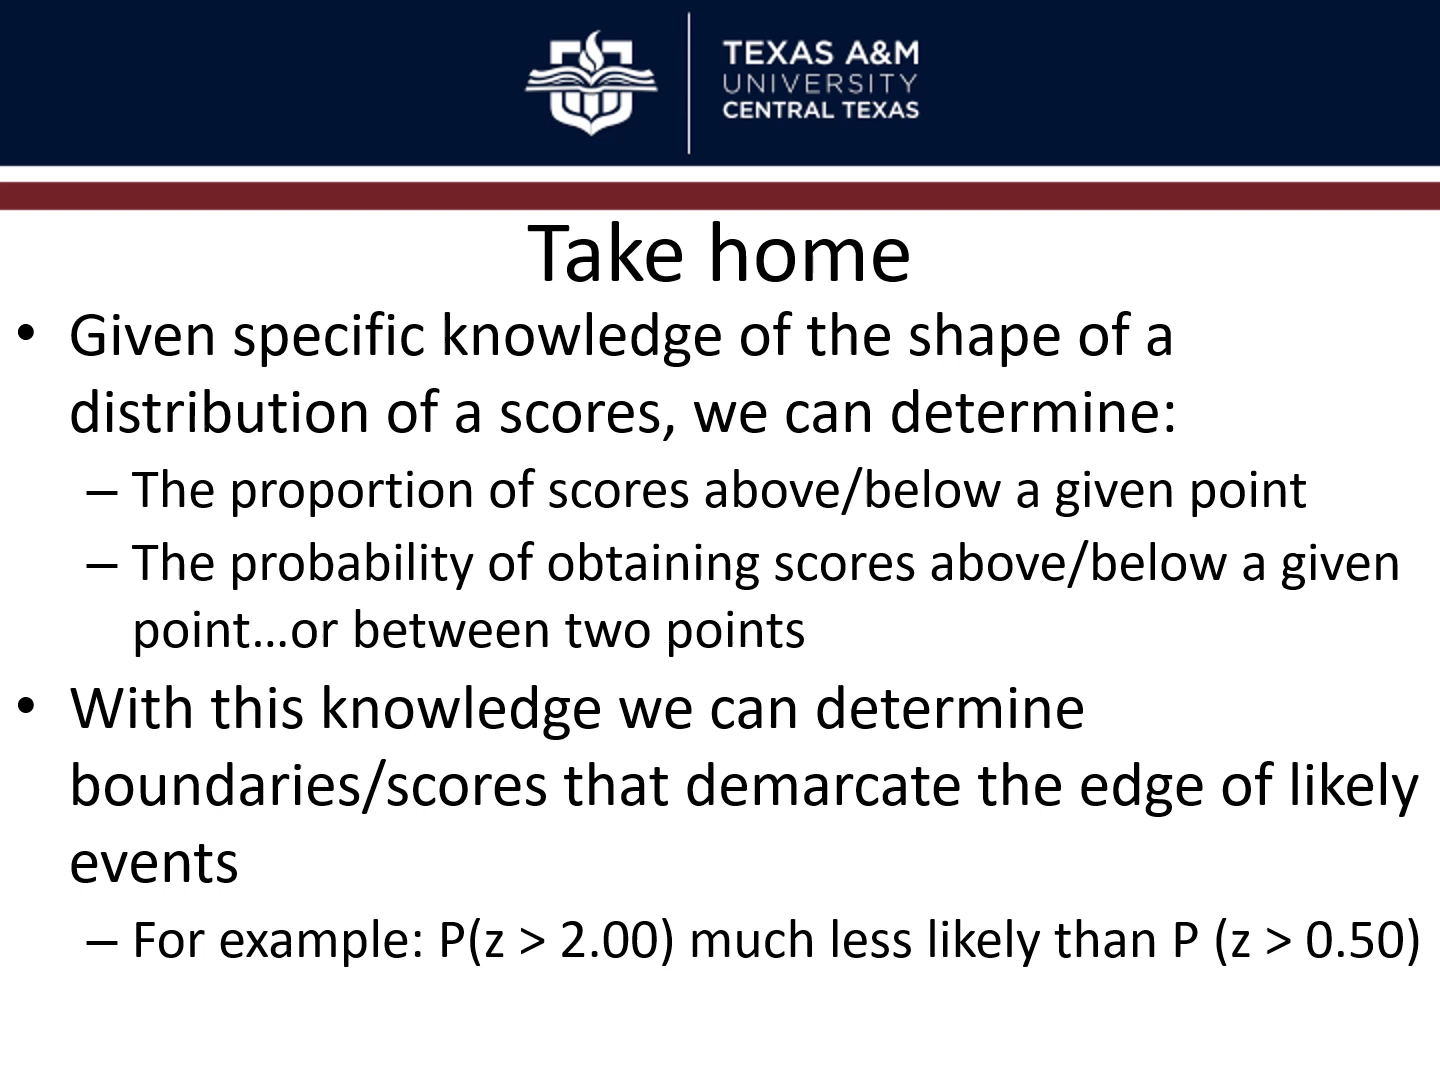 TEXAS A&M
UNIVERSITY
CENTRAL TEXAS
Take home
• Given specific knowledge of the shape of a
distribution of a scores, we can determine:
– The proportion of scores above/below a given point
– The probability of obtaining scores above/below a given
point…or between two points
• With this knowledge we can determine
boundaries/scores that demarcate the edge of likely
events
– For example: P(z > 2.00) much less likely than P (z > 0.50)